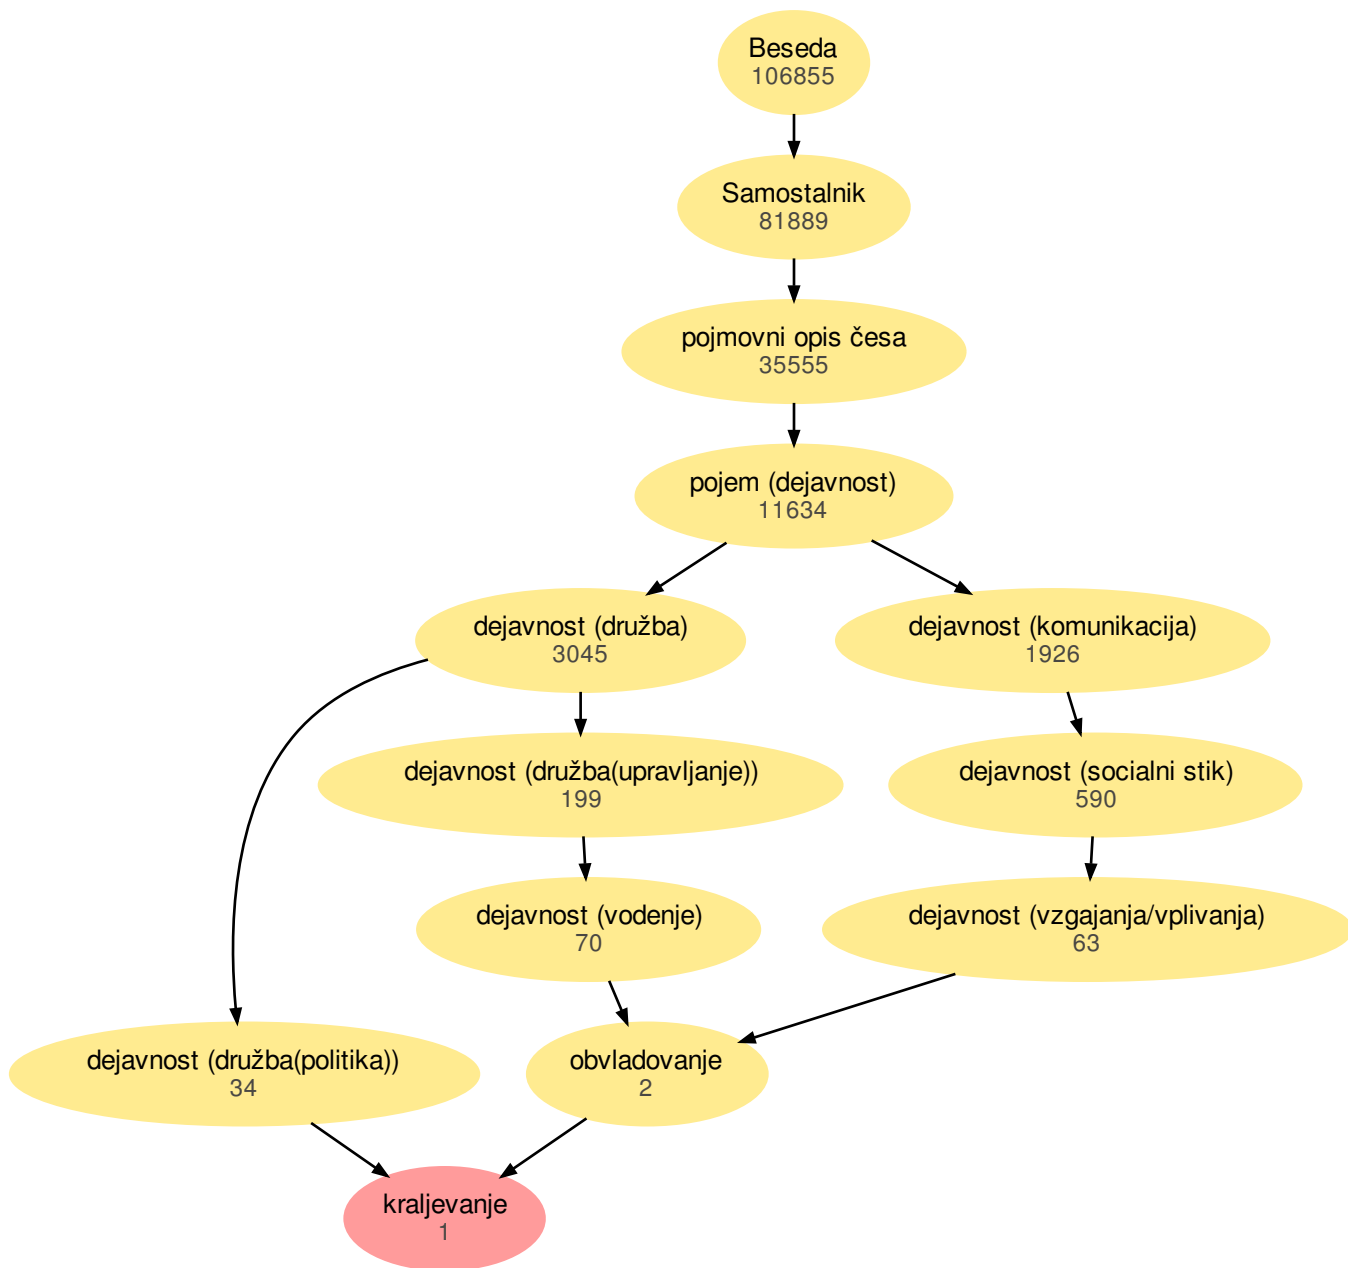 Beseda
106855
Samostalnik
81889
pojmovni opis česa
35555
pojem (dejavnost)
11634
dejavnost (družba)
3045
dejavnost (komunikacija)
1926
dejavnost (družba(upravljanje))
199
dejavnost (socialni stik)
590
dejavnost (vodenje)
70
dejavnost (vzgajanja/vplivanja)
63
dejavnost (družba(politika))
34
obvladovanje
2
kraljevanje
1